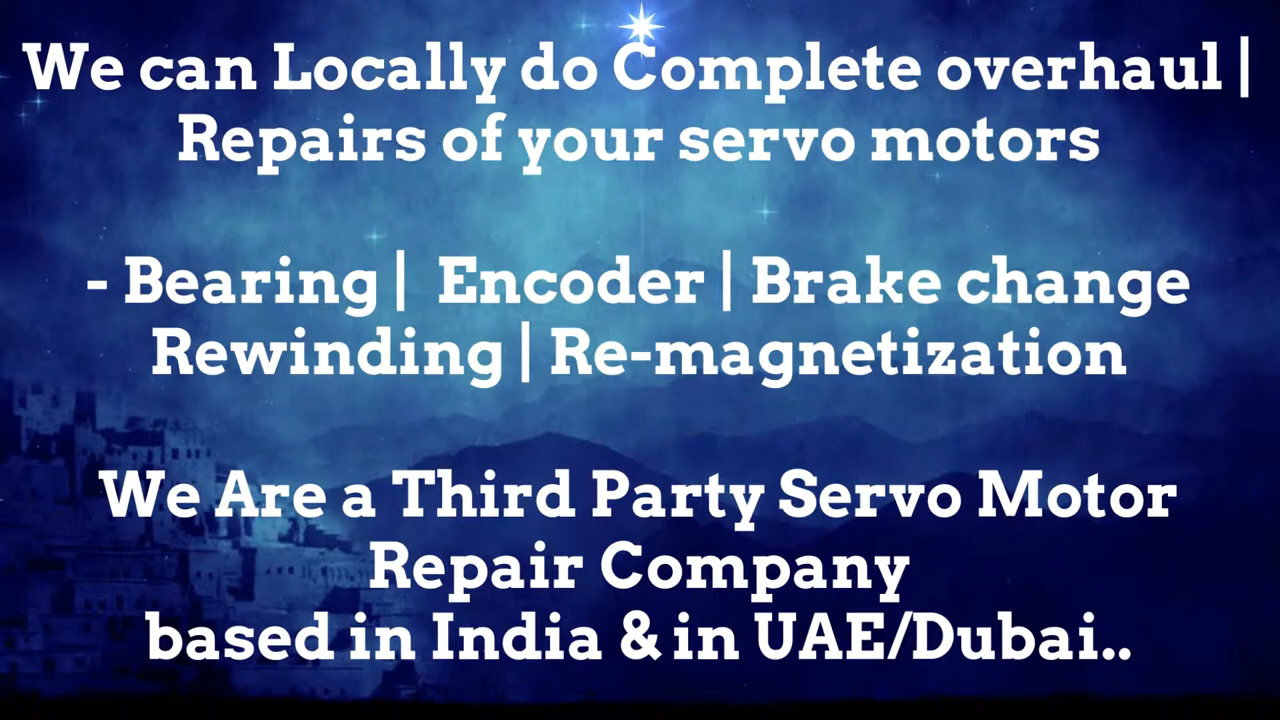 We can Locally do Complete overhaul |
Repairs of your servo motors
- Bearing | Encoder | Brake change
Rewinding | Re-magnetization
We Are a Third Party Servo Motor
Repair Company
based in India & in UAE/Dubai..